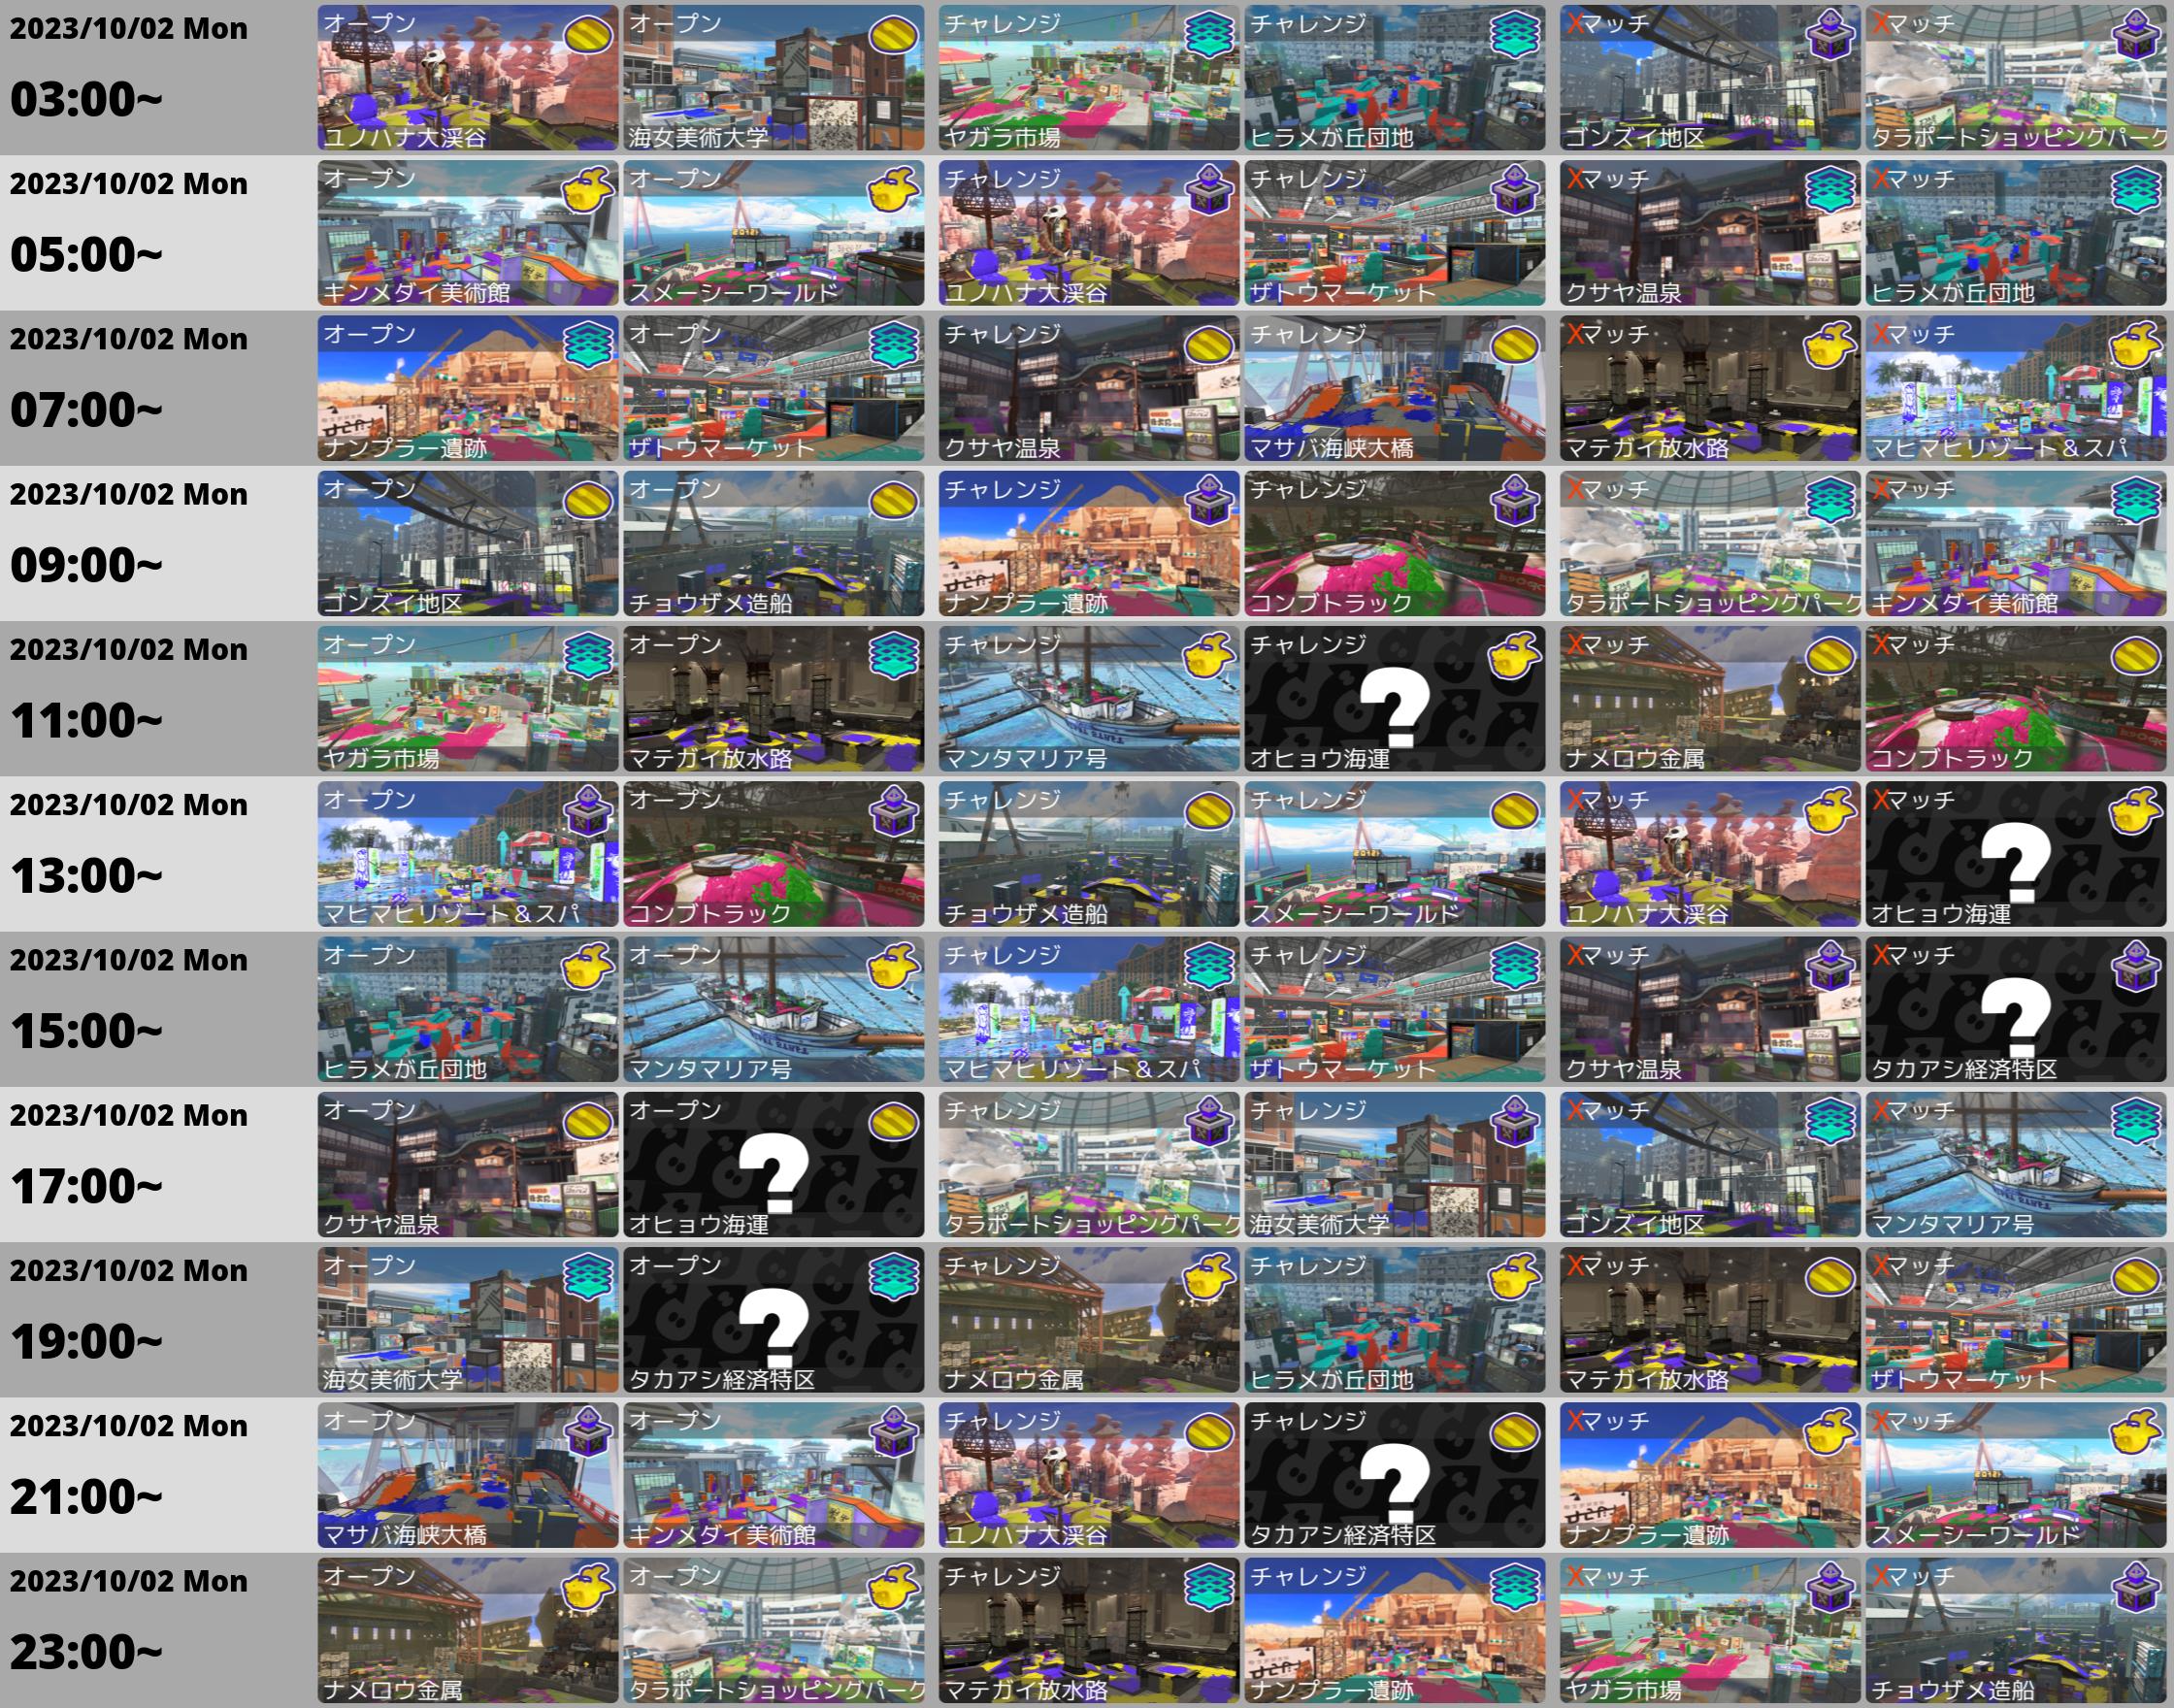 2023/10/02 Mon
03:00~
オープン
ユノハナ大渓谷
オープン
海女美術大学
チャレンジ
ヤガラ市場
チャレンジ
ヒラメが丘団地
Xマッチ
ゴンズイ地区
Xマッチ
タラポートショッピングパーク
2023/10/02 Mon
05:00~
オープン
キンメダイ美術館
オープン
スメーシーワールド
チャレンジ
ユノハナ大渓谷
チャレンジ
ザトウマーケット
Xマッチ
クサヤ温泉
Xマッチ
ヒラメが丘団地
2023/10/02 Mon
07:00~
オープン
ナンプラー遺跡
オープン
ザトウマーケット
チャレンジ
クサヤ温泉
チャレンジ
マサバ海峡大橋
Xマッチ
マテガイ放水路
Xマッチ
マヒマヒリゾート&スパ
2023/10/02 Mon
09:00~
オープン
ゴンズイ地区
オープン
チョウザメ造船
チャレンジ
ナンプラー遺跡
チャレンジ
コンブトラック
Xマッチ
タラポートショッピングパーク
Xマッチ
キンメダイ美術館
2023/10/02 Mon
11:00~
オープン
ヤガラ市場
オープン
マテガイ放水路
チャレンジ
マンタマリア号
チャレンジ
?
オヒョウ海運
Xマッチ
ナメロウ金属
Xマッチ
コンブトラック
2023/10/02 Mon
13:00~
オープン
マヒマヒリゾート&スパ
オープン
コンブトラック
チャレンジ
チョウザメ造船
チャレンジ
スメーシーワールド
Xマッチ
ユノハナ大渓谷
Xマッチ
?
オヒョウ海運
2023/10/02 Mon
15:00~
オープン
ヒラメが丘団地
オープン
マンタマリア号
チャレンジ
マヒマヒリゾート&スパ
チャレンジ
ザトウマーケット
Xマッチ
クサヤ温泉
Xマッチ
?
タカアシ経済特区
2023/10/02 Mon
17:00~
オープン
クサヤ温泉
オープン
?
オヒョウ海運
チャレンジ
タラポートショッピングパーク
チャレンジ
海女美術大学
Xマッチ
ゴンズイ地区
Xマッチ
マンタマリア号
2023/10/02 Mon
19:00~
オープン
海女美術大学
オープン
?
タカアシ経済特区
チャレンジ
ナメロウ金属
チャレンジ
ヒラメが丘団地
Xマッチ
マテガイ放水路
Xマッチ
ザトウマーケット
2023/10/02 Mon
21:00~
オープン
マサバ海峡大橋
オープン
キンメダイ美術館
チャレンジ
ユノハナ大渓谷
チャレンジ
?
タカアシ経済特区
Xマッチ
ナンプラー遺跡
Xマッチ
スメーシーワールド
2023/10/02 Mon
23:00~
オープン
ナメロウ金属
オープン
タラポートショッピングパーク
チャレンジ
マテガイ放水路
チャレンジ
ナンプラー遺跡
Xマッチ
ヤガラ市場
Xマッチ
チョウザメ造船